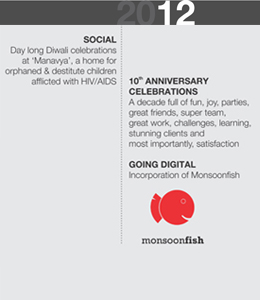 2012
SOCIAL
Day long Diwali celebrations
at ‘Manavya’, a home for
orphaned & destitute children
afflicted with HIV/AIDS
10th ANNIVERSARY
CELEBRATIONS
A decade full of fun, joy, parties,
great friends, super team,
great work, challenges, learning,
stunning clients and
most importantly, satisfaction
GOING DIGITAL
Incorporation of Monsoonfish
monsoonfish